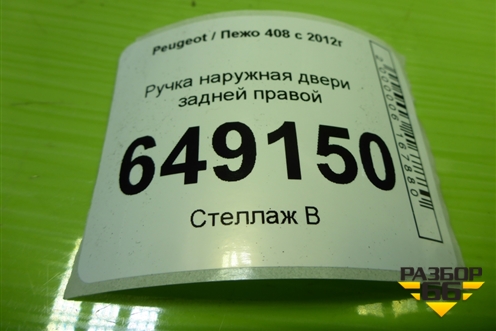 Peugeot / Пежо 408 с 2012г
Ручка наружная двери
задней правой
649150
Стеллаж В
РАЗБОР
66